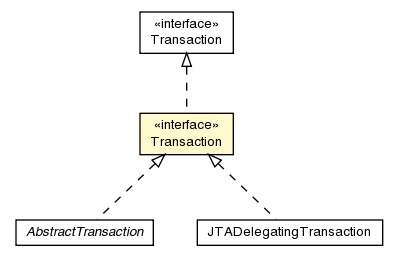 «interface»
Transaction
«interface»
Transaction
AbstractTransaction
JTADelegatingTransaction